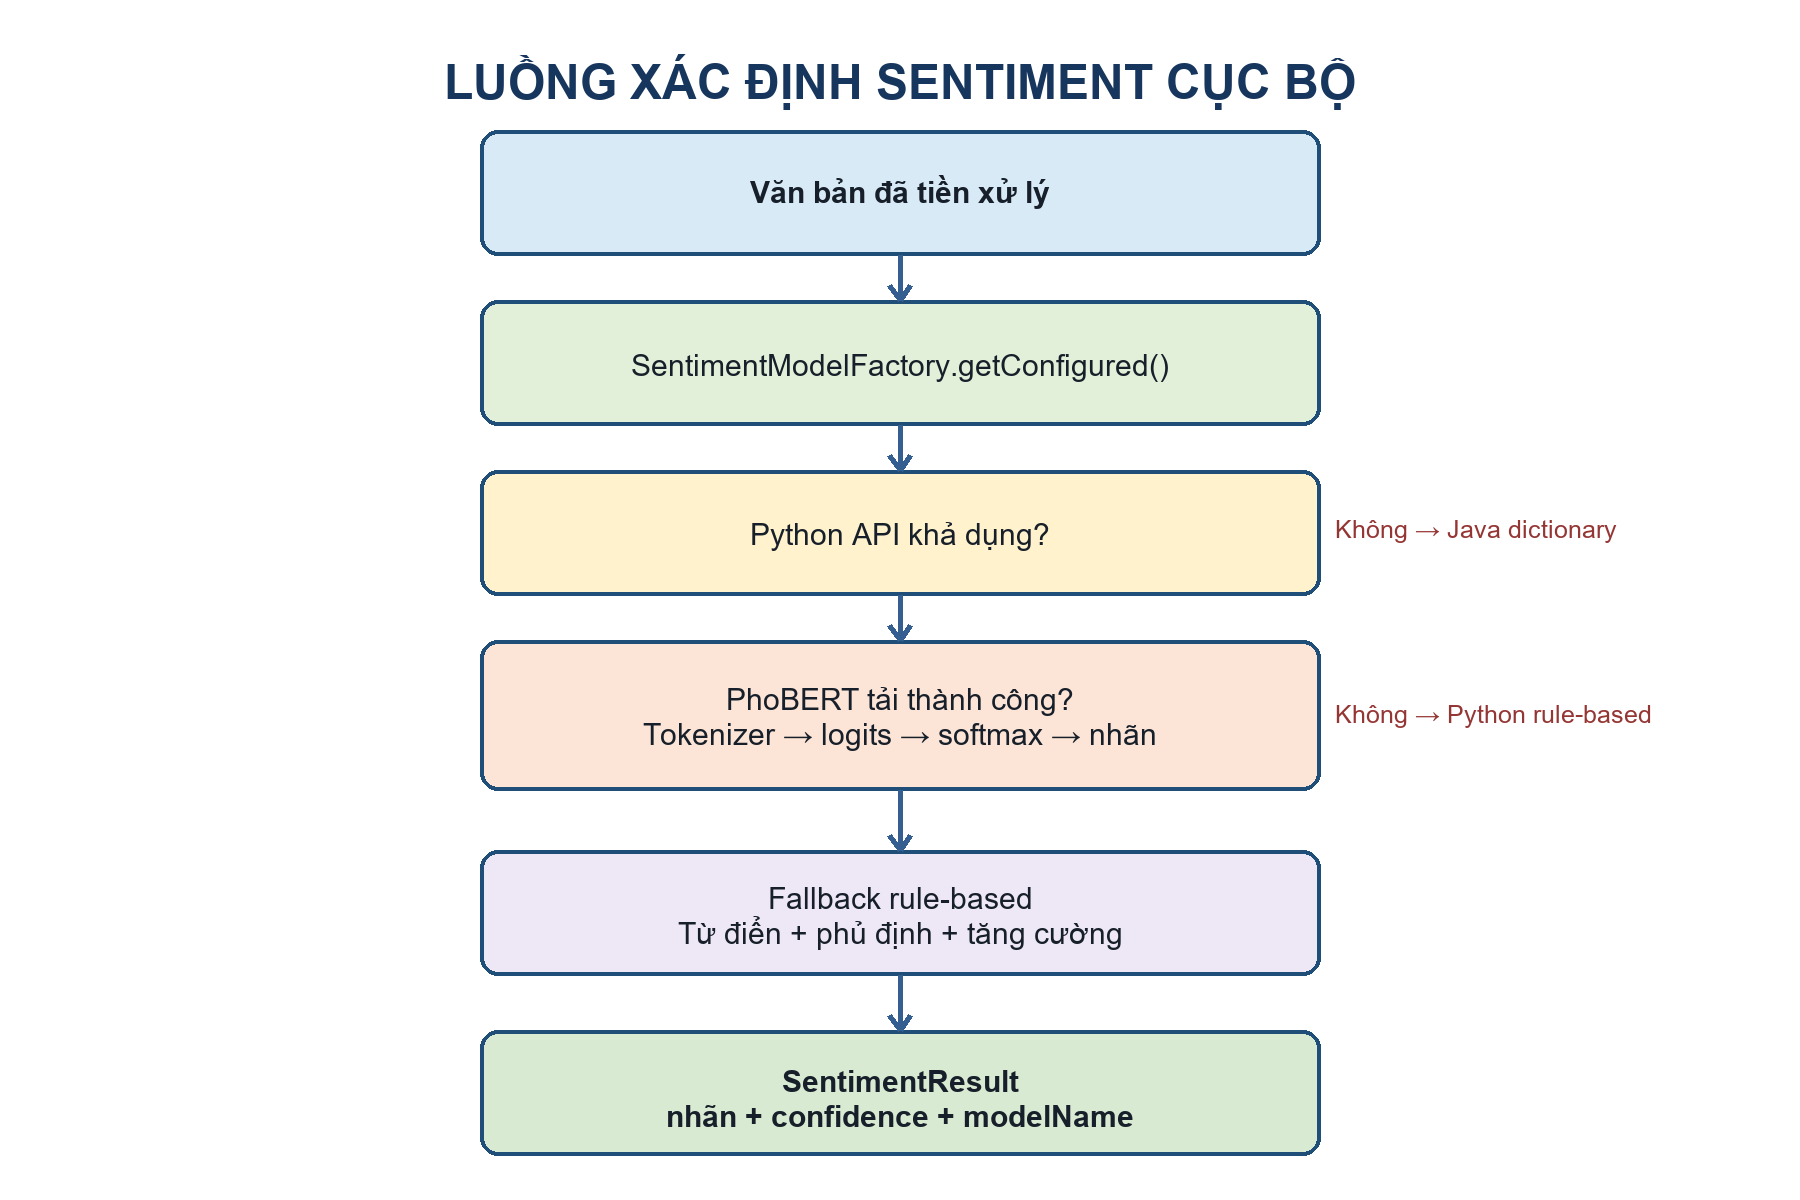 LUỒNG XÁC ĐỊNH SENTIMENT CỤC BỘ
Văn bản đã tiền xử lý
SentimentModelFactory.getConfigured()
Python API khả dụng?
Không → Java dictionary
PhoBERT tải thành công?
Tokenizer → logits → softmax → nhãn
Không → Python rule-based
Fallback rule-based
Từ điển + phủ định + tăng cường
SentimentResult
nhãn + confidence + modelName